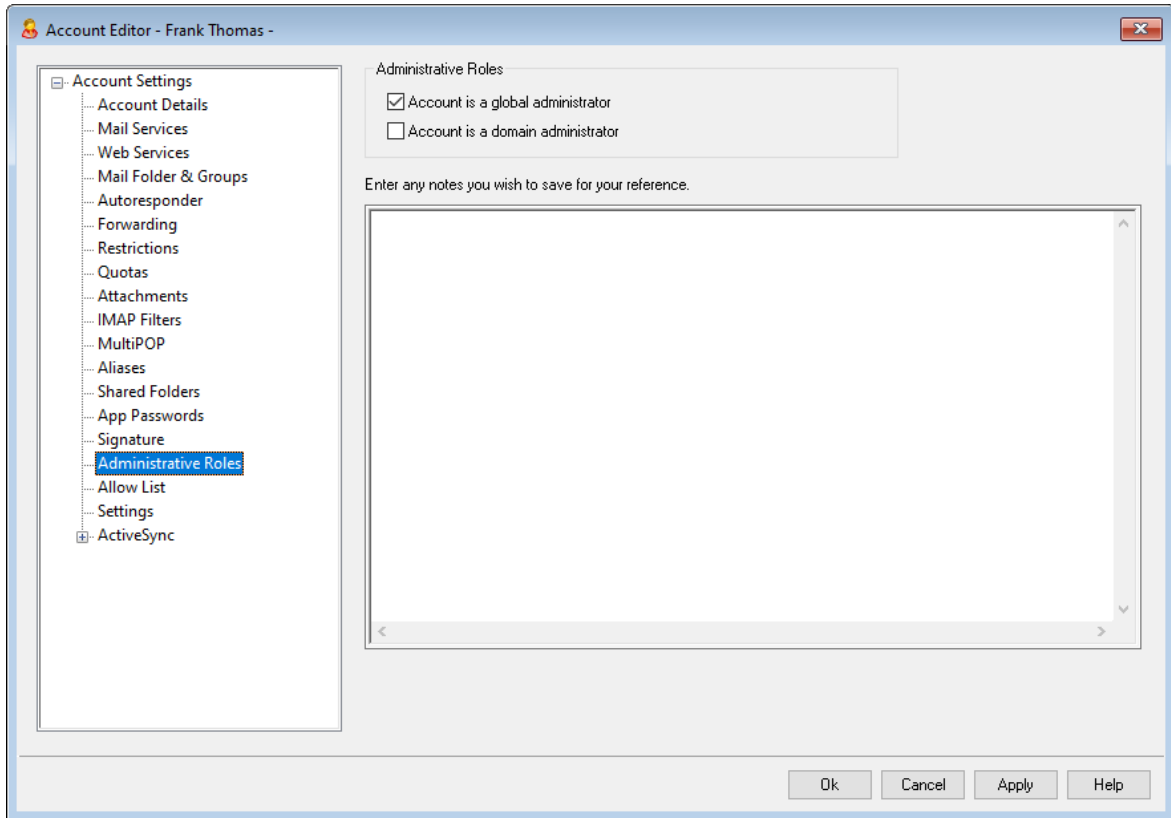 Account Editor - Frank Thomas -
Account Settings
Account Details
Mail Services
Web Services
Mail Folder & Groups
Autoresponder
Forwarding
Restrictions
Quotas
Attachments
IMAP Filters
MultiPOP
Aliases
Shared Folders
App Passwords
Signature
Administrative Roles
Allow List
Settings
ActiveSync
Administrative Roles
Account is a global administrator
Account is a domain administrator
Enter any notes you wish to save for your reference.
Ok Cancel Apply Help